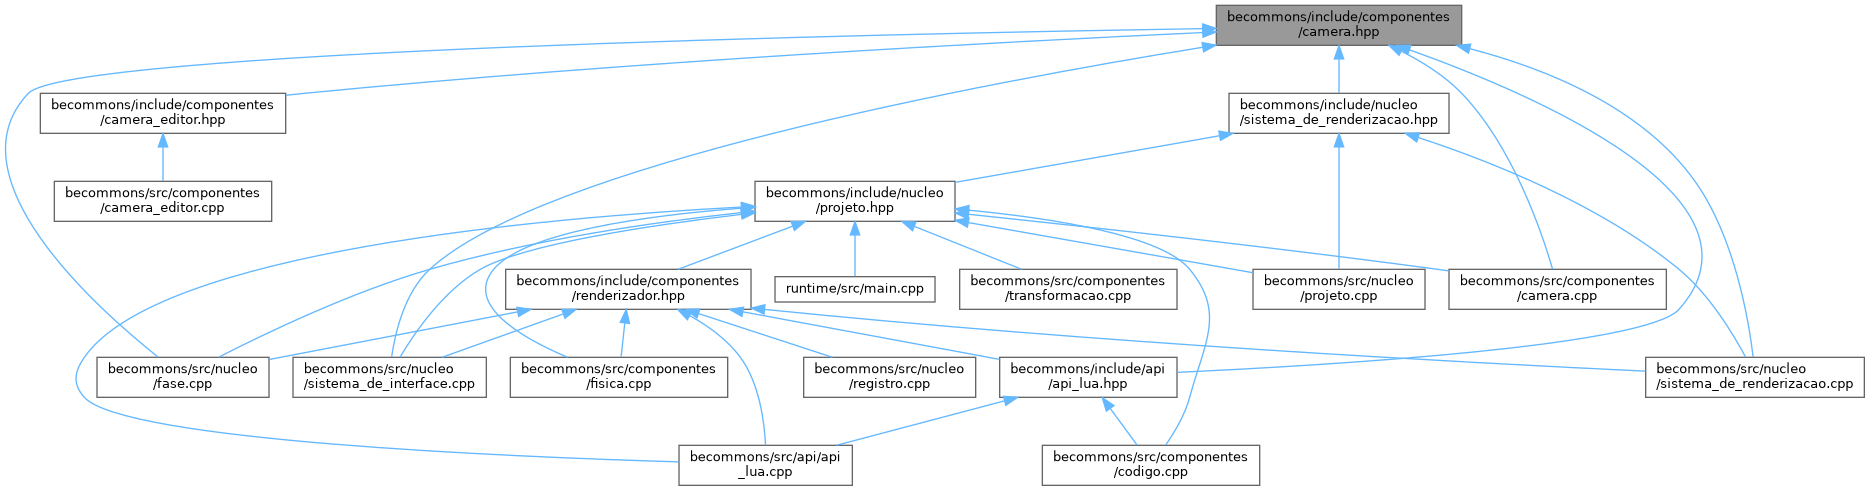 becommons/include/componentes
/camera.hpp
becommons/include/componentes
/camera_editor.hpp
becommons/include/nucleo
/sistema_de_renderizacao.hpp
becommons/src/componentes
/camera_editor.cpp
becommons/include/nucleo
/projeto.hpp
becommons/include/componentes
/renderizador.hpp
runtime/src/main.cpp
becommons/src/componentes
/transformacao.cpp
becommons/src/nucleo
/projeto.cpp
becommons/src/componentes
/camera.cpp
becommons/src/nucleo
/fase.cpp
becommons/src/nucleo
/sistema_de_interface.cpp
becommons/src/componentes
/fisica.cpp
becommons/src/nucleo
/registro.cpp
becommons/include/api
/api_lua.hpp
becommons/src/nucleo
/sistema_de_renderizacao.cpp
becommons/src/api/api
_lua.cpp
becommons/src/componentes
/codigo.cpp